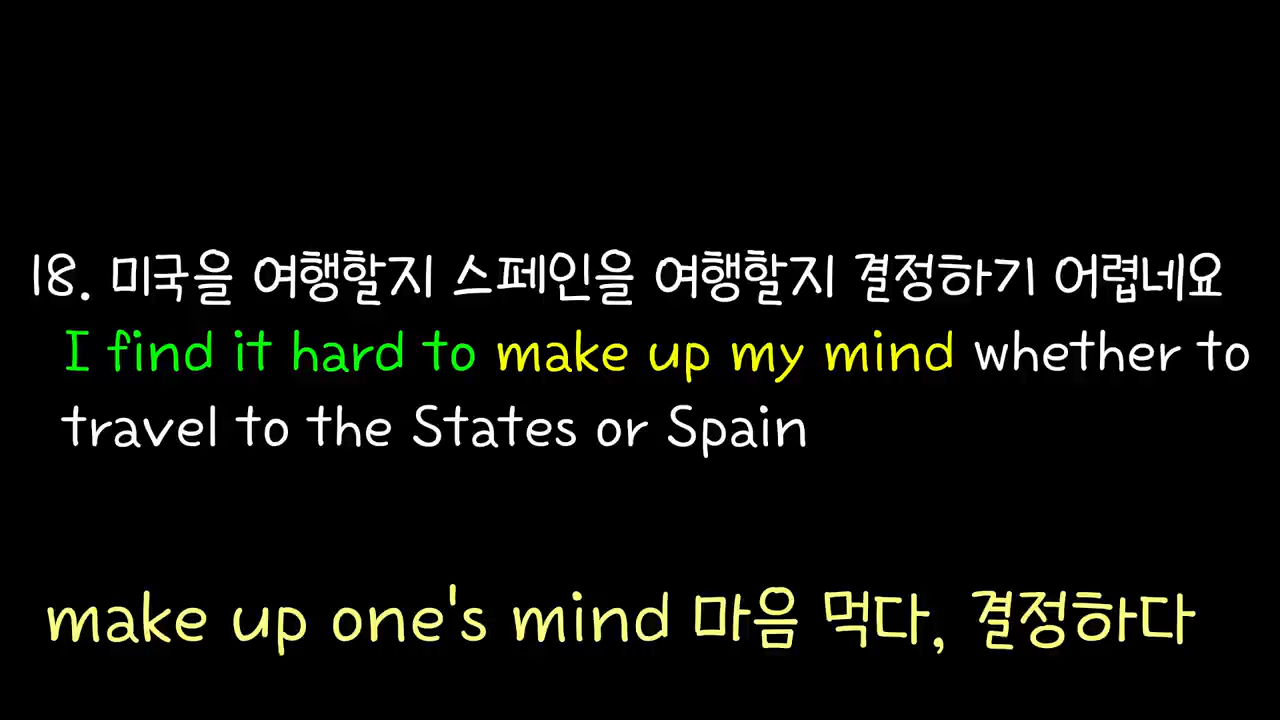 18. 미국을 여행할지 스페인을 여행할지 결정하기 어렵네요
I find it hard to make up my mind whether to
travel to the States or Spain
make up one's mind 마음 먹다, 결정하다